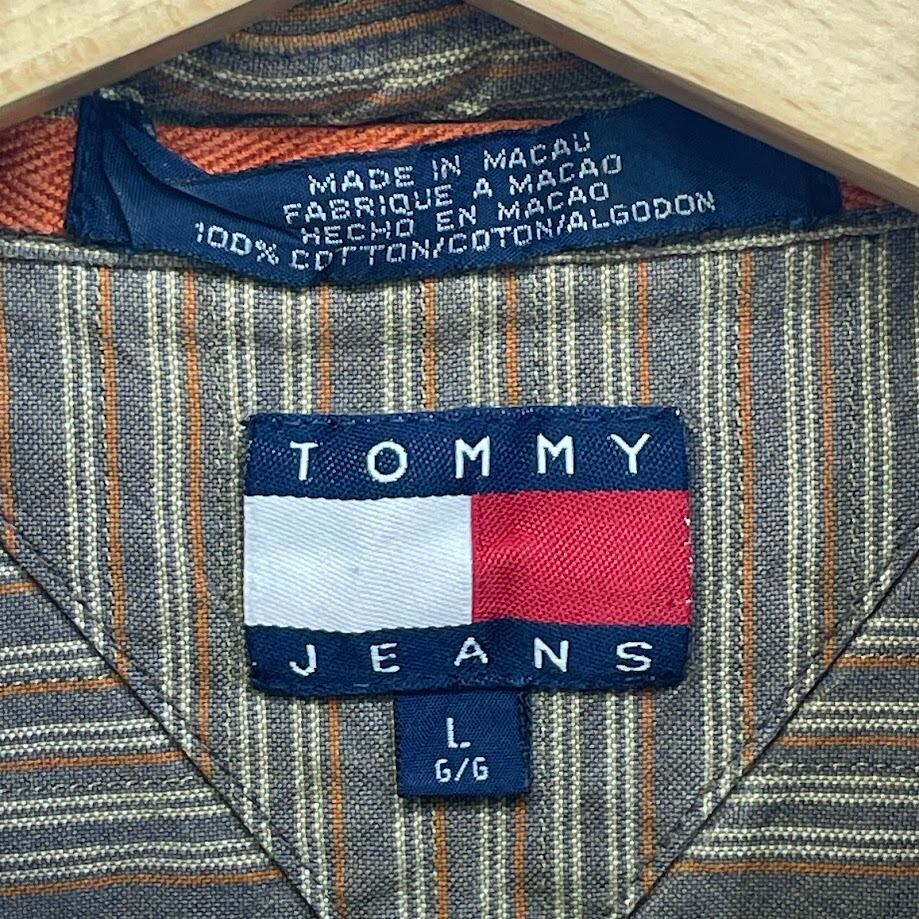 MADE IN MACAU
FABRIQUE A MACAO
HECHO EN MACAO
100% COTTON/COTON/ALGODON
TOMMY
JEANS
L
G/G